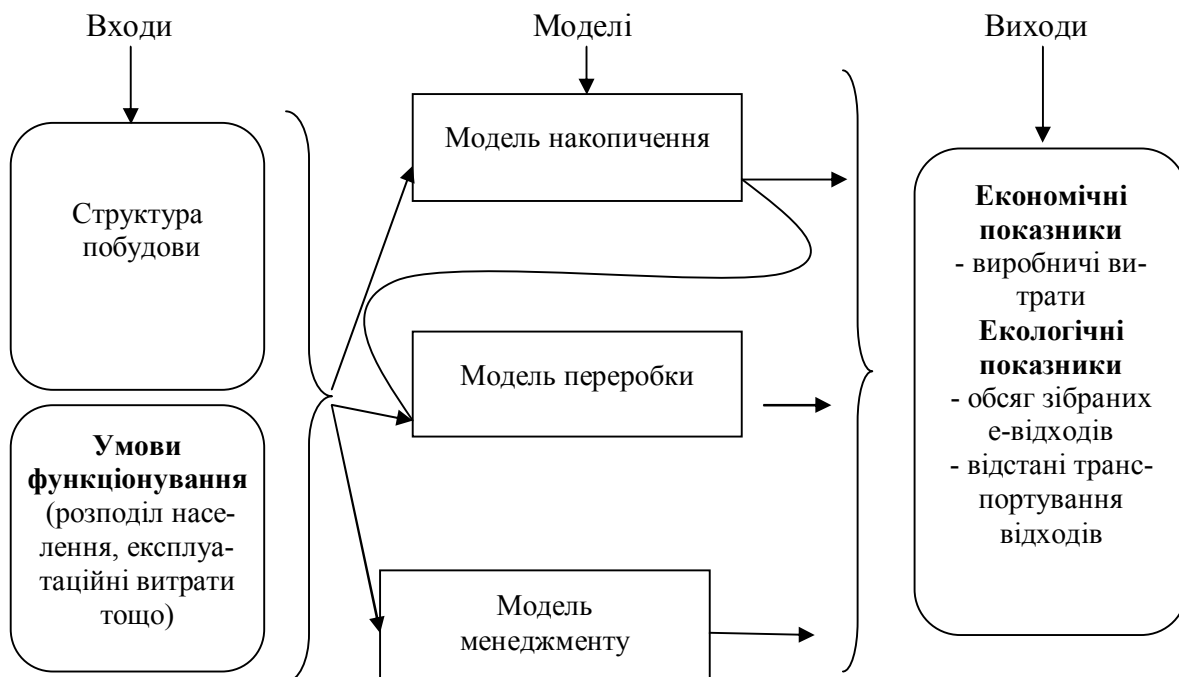 Входи
Моделі
Виходи
Структура
побудови
Умови
функціонування
(розподіл насе-
лення, експлуа-
таційні витрати
тощо)
Модель накопичення
Модель переробки
Модель
менеджменту
Економічні
показники
- виробничі ви-
трати
Екологічні
показники
- обсяг зібраних
е-відходів
- відстані транс-
портування
відходів